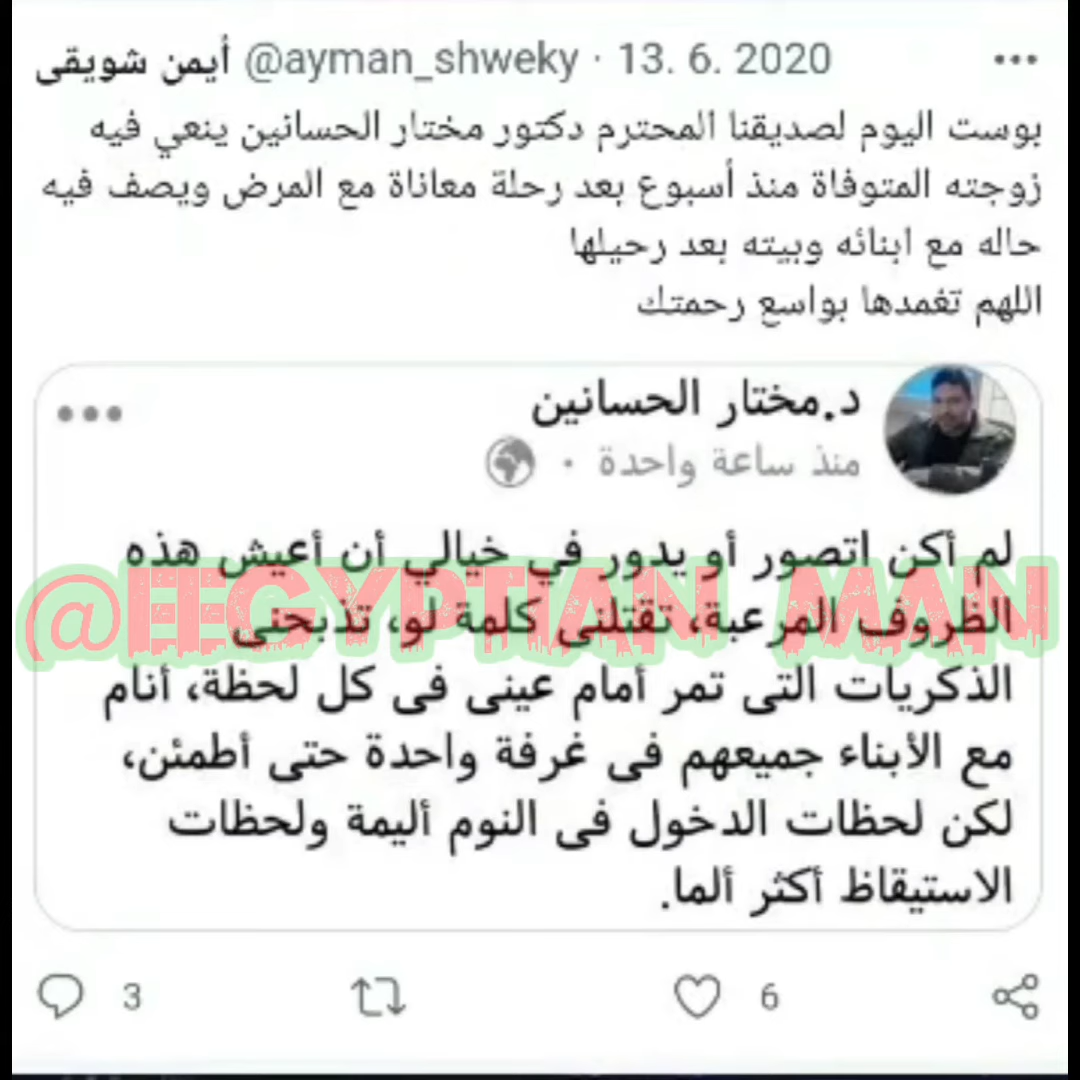 أيمن شويقى @ayman_shweky · 13. 6. 2020
بوست اليوم لصديقنا المحترم دكتور مختار الحسانين ينعي فيه
زوجته المتوفاة منذ أسبوع بعد رحلة معاناة مع المرض ويصف فيه
حاله مع ابنائه وبيته بعد رحيلها
اللهم تغمدها بواسع رحمتك
د.مختار الحسانين
منذ ساعة واحدة ·
لم أكن اتصور أو يدور في خيالي أن أعيش هذه
@EGYPTIAN_MAN
الظروف المرعبة، تقتلنى كلمة لو، تذبحنى
الذكريات التى تمر أمام عينى فى كل لحظة، أنام
مع الأبناء جميعهم فى غرفة واحدة حتى أطمئن،
لكن لحظات الدخول فى النوم أليمة ولحظات
الاستيقاظ أكثر ألما.
3 6